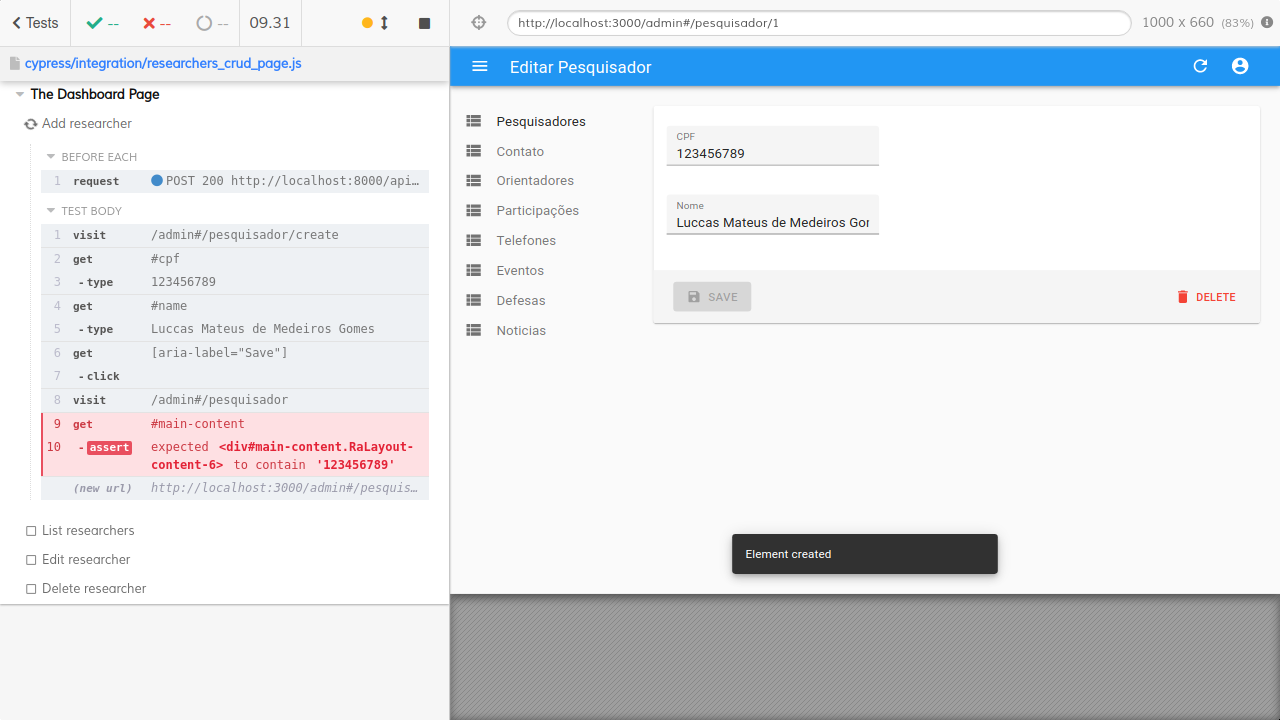 Tests -- -- -- 09.31
cypress/integration/researchers_crud_page.js
The Dashboard Page
Add researcher
BEFORE EACH
1 request POST 200 http://localhost:8000/api…
TEST BODY
1 visit /admin#/pesquisador/create
2 get #cpf
3 -type 123456789
4 get #name
5 -type Luccas Mateus de Medeiros Gomes
6 get [aria-label="Save"]
7 -click
8 visit /admin#/pesquisador
9 get #main-content
10 -assert expected <div#main-content.RaLayout-
content-6> to contain '123456789'
(new url) http://localhost:3000/admin#/pesquis…
List researchers
Edit researcher
Delete researcher
http://localhost:3000/admin#/pesquisador/1 1000 x 660 (83%)
Editar Pesquisador
Pesquisadores
Contato
Orientadores
Participações
Telefones
Eventos
Defesas
Noticias
CPF
123456789
Nome
Luccas Mateus de Medeiros Gor
SAVE DELETE
Element created